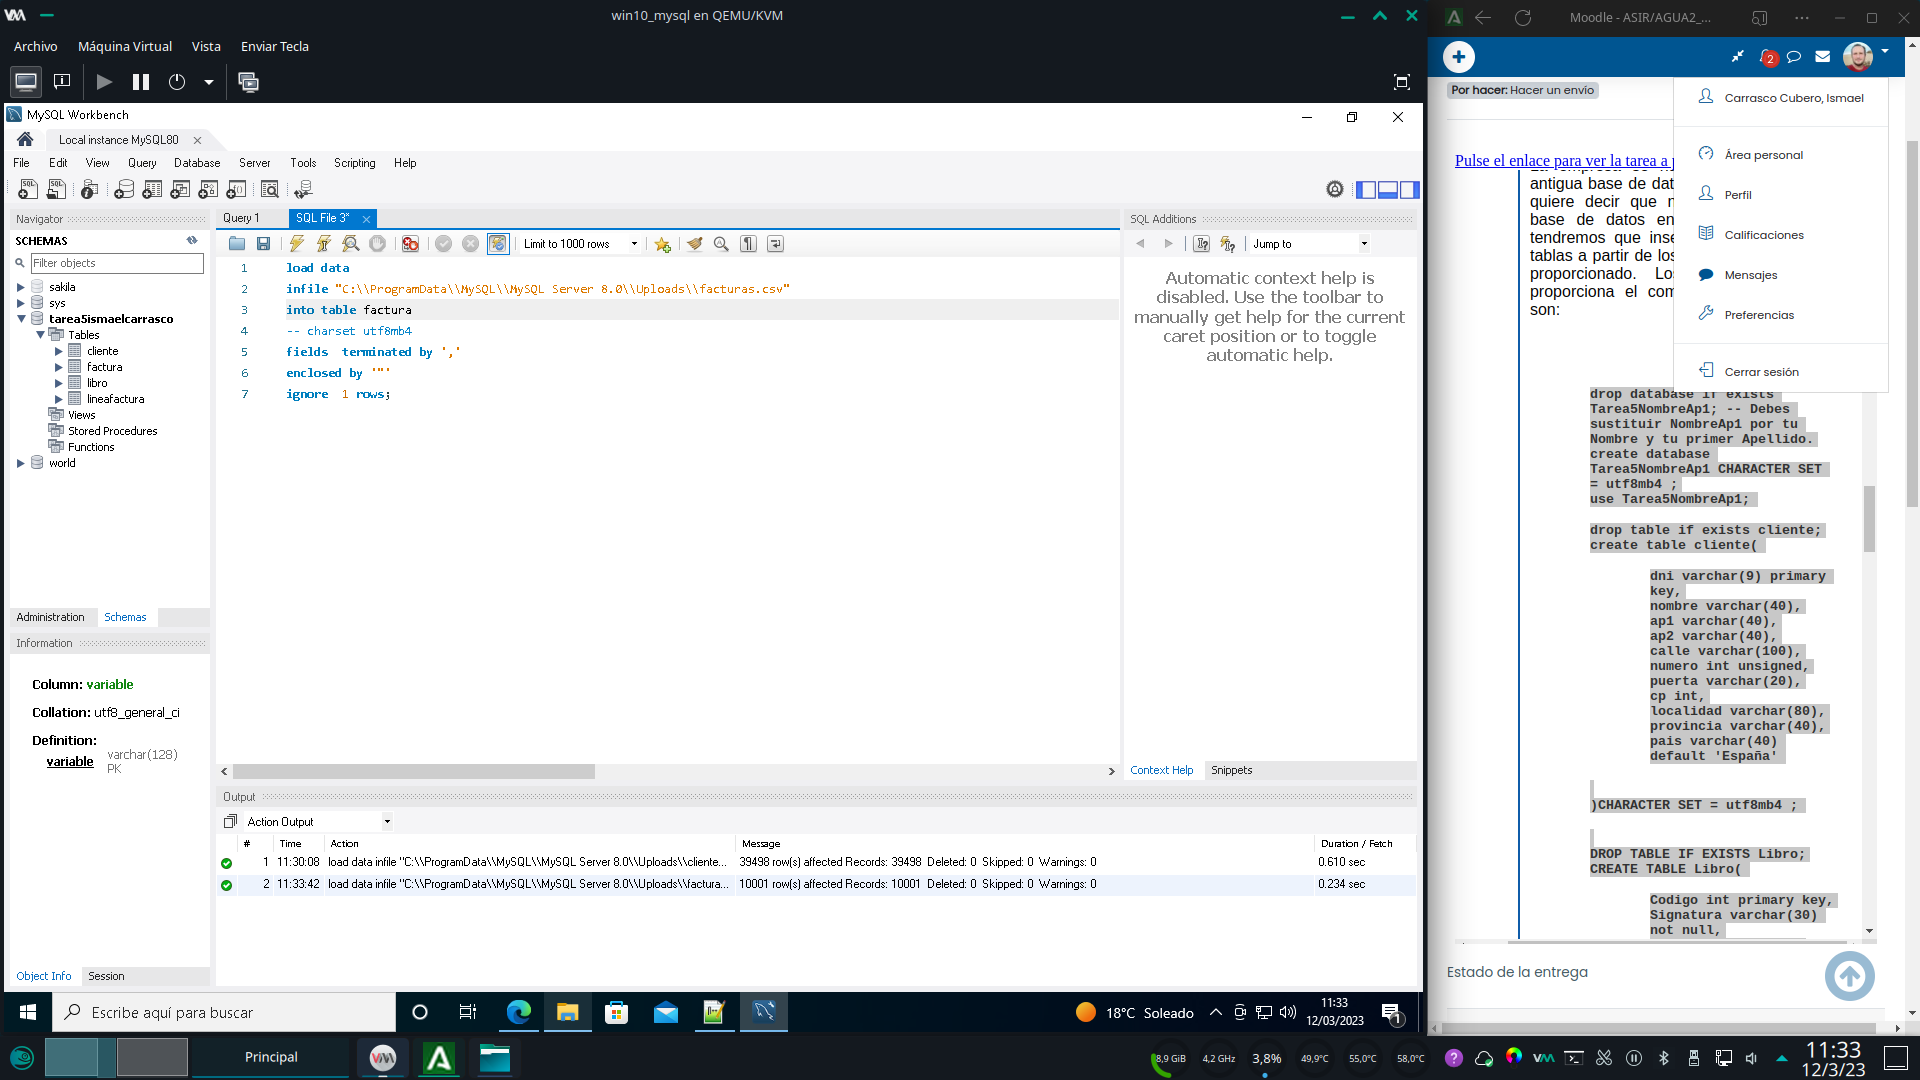 win10_mysql en QEMU/KVM
Archivo Máquina Virtual Vista Enviar Tecla
MySQL Workbench
Local instance MySQL80
File Edit View Query Database Server Tools Scripting Help
Navigator
SCHEMAS
Filter objects
sakila
sys
tarea5ismaelcarrasco
Tables
cliente
factura
libro
lineafactura
Views
Stored Procedures
Functions
world
Administration Schemas
Information
Column: variable
Collation: utf8_general_ci
Definition:
variable varchar(128)
PK
Object Info Session
Query 1 SQL File 3*
Limit to 1000 rows
1 load data
2 infile "C:\\ProgramData\\MySQL\\MySQL Server 8.0\\Uploads\\facturas.csv"
3 into table factura
4 -- charset utf8mb4
5 fields terminated by ','
6 enclosed by '"'
7 ignore 1 rows;
SQL Additions
Jump to
Automatic context help is
disabled. Use the toolbar to
manually get help for the current
caret position or to toggle
automatic help.
Context Help Snippets
Output
Action Output
# Time Action Message Duration / Fetch
1 11:30:08 load data infile "C:\\ProgramData\\MySQL\\MySQL Server 8.0\\Uploads\\cliente... 39498 row(s) affected Records: 39498 Deleted: 0 Skipped: 0 Warnings: 0 0.610 sec
2 11:33:42 load data infile "C:\\ProgramData\\MySQL\\MySQL Server 8.0\\Uploads\\factura... 10001 row(s) affected Records: 10001 Deleted: 0 Skipped: 0 Warnings: 0 0.234 sec
Escribe aquí para buscar
18°C Soleado
11:33
12/03/2023
1
Moodle - ASIR/AGUA2_...
2
Por hacer: Hacer un envío
Carrasco Cubero, Ismael
Área personal
Perfil
Calificaciones
Mensajes
Preferencias
Cerrar sesión
Pulse el enlace para ver la tarea a
antigua base de dat
quiere decir que
base de datos en
tendremos que inse
tablas a partir de los
proporcionado. Lo
proporciona el com
son:
drop database if exists
Tarea5NombreAp1; -- Debes
sustituir NombreAp1 por tu
Nombre y tu primer Apellido.
create database
Tarea5NombreAp1 CHARACTER SET
= utf8mb4 ;
use Tarea5NombreAp1;
drop table if exists cliente;
create table cliente(
dni varchar(9) primary
key,
nombre varchar(40),
ap1 varchar(40),
ap2 varchar(40),
calle varchar(100),
numero int unsigned,
puerta varchar(20),
cp int,
localidad varchar(80),
provincia varchar(40),
pais varchar(40)
default 'España'
)CHARACTER SET = utf8mb4 ;
DROP TABLE IF EXISTS Libro;
CREATE TABLE Libro(
Codigo int primary key,
Signatura varchar(30)
not null,
Estado de la entrega
Principal
8,9 GiB 4,2 GHz 3,8% 49,9°C 55,0°C 58,0°C
11:33
12/3/23